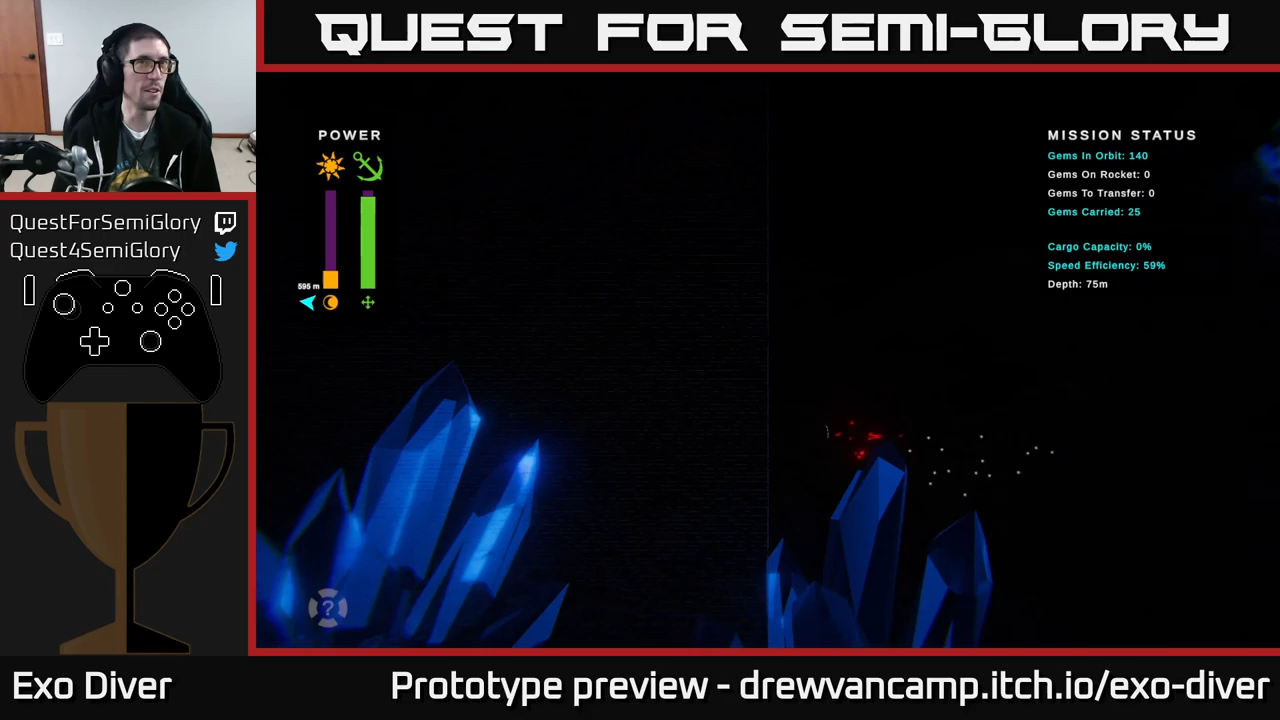 QUEST FOR SEMI-GLORY
QuestForSemiGlory
Quest4SemiGlory
POWER
595 m
?
MISSION STATUS
Gems In Orbit: 140
Gems On Rocket: 0
Gems To Transfer: 0
Gems Carried: 25
Cargo Capacity: 0%
Speed Efficiency: 59%
Depth: 75m
Exo Diver
Prototype preview - drewvancamp.itch.io/exo-diver